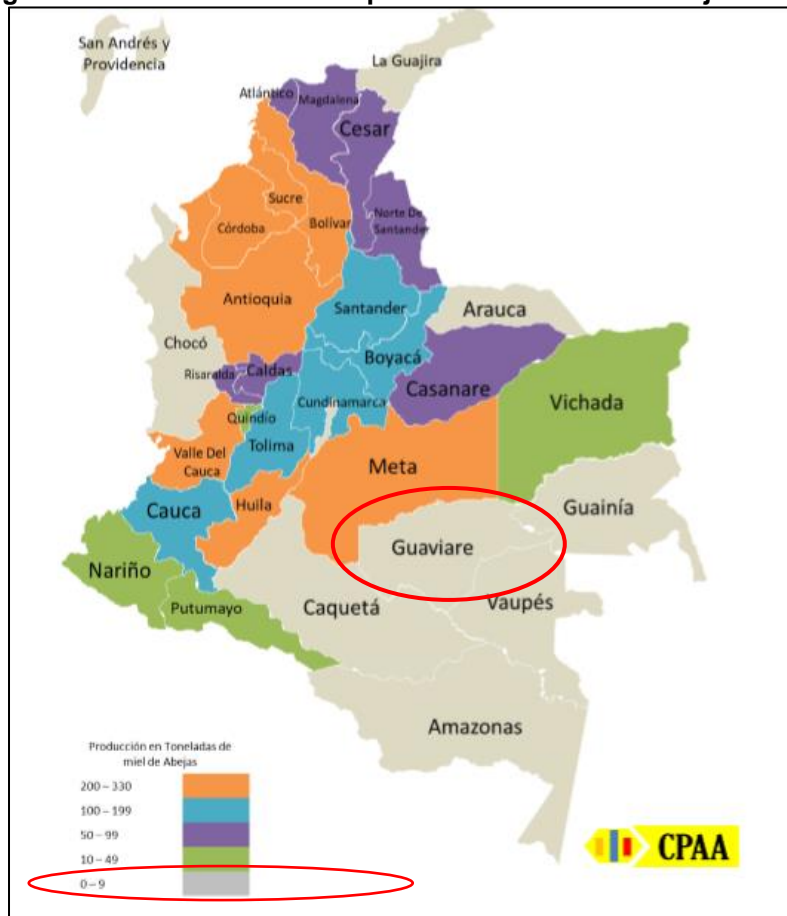 San Andrés y
Providencia
La Guajira
Atlántico
Magdalena
Cesar
Sucre
Norte De
Santander
Córdoba
Bolívar
Antioquia
Santander
Arauca
Chocó
Boyacá
Risaralda
Caldas
Casanare
Cundinamarca
Vichada
Quindío
Tolima
Valle Del
Cauca
Meta
Cauca
Huila
Guainía
Guaviare
Nariño
Putumayo
Caquetá
Vaupés
Amazonas
Producción en Toneladas de
miel de Abejas
200 – 330
100 – 199
50 – 99
10 – 49
0 – 9
CPAA